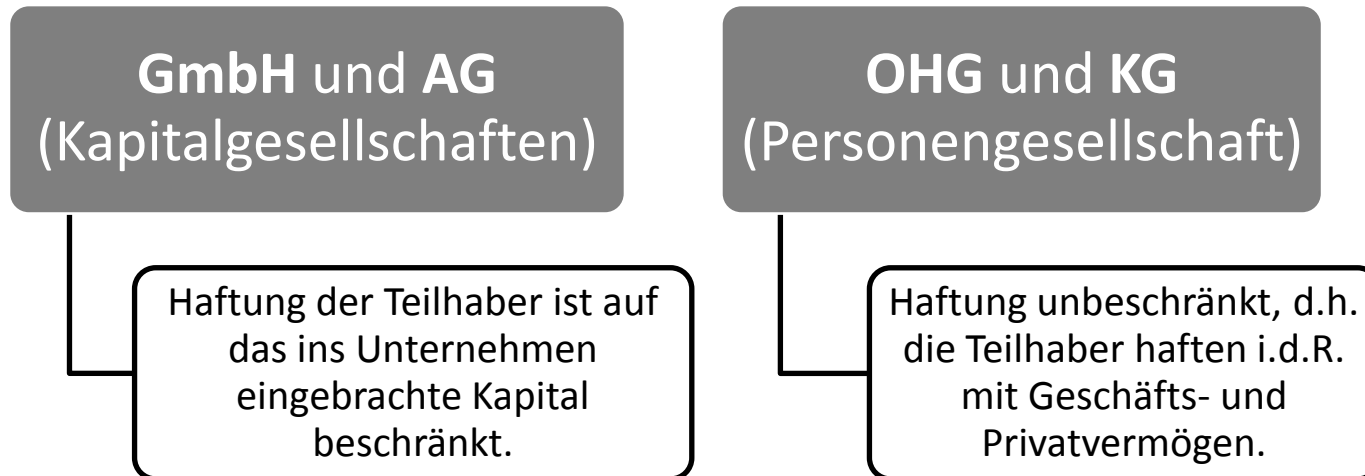 GmbH und AG
(Kapitalgesellschaften)
Haftung der Teilhaber ist auf
das ins Unternehmen
eingebrachte Kapital
beschränkt.
OHG und KG
(Personengesellschaft)
Haftung unbeschränkt, d.h.
die Teilhaber haften i.d.R.
mit Geschäfts- und
Privatvermögen.